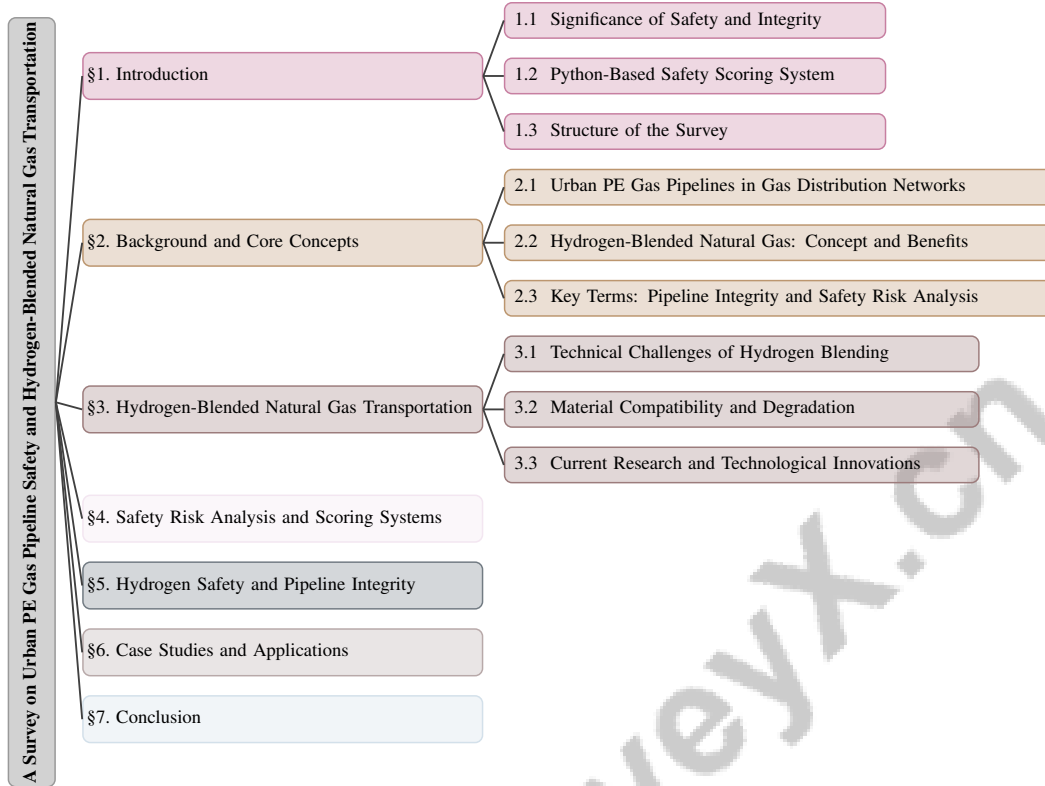 A Survey on Urban PE Gas Pipeline Safety and Hydrogen-Blended Natural Gas Transportation
§1. Introduction
1.1 Significance of Safety and Integrity
1.2 Python-Based Safety Scoring System
1.3 Structure of the Survey
§2. Background and Core Concepts
2.1 Urban PE Gas Pipelines in Gas Distribution Networks
2.2 Hydrogen-Blended Natural Gas: Concept and Benefits
2.3 Key Terms: Pipeline Integrity and Safety Risk Analysis
§3. Hydrogen-Blended Natural Gas Transportation
3.1 Technical Challenges of Hydrogen Blending
3.2 Material Compatibility and Degradation
3.3 Current Research and Technological Innovations
§4. Safety Risk Analysis and Scoring Systems
§5. Hydrogen Safety and Pipeline Integrity
§6. Case Studies and Applications
§7. Conclusion
veyx.cn